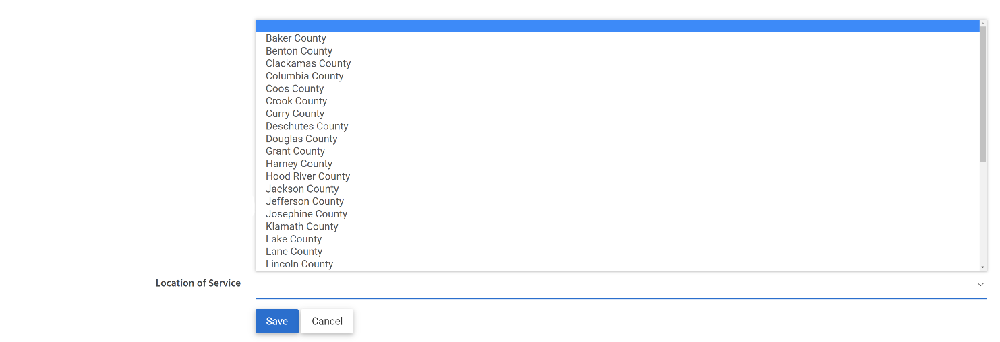 Baker County
Benton County
Clackamas County
Columbia County
Coos County
Crook County
Curry County
Deschutes County
Douglas County
Grant County
Harney County
Hood River County
Jackson County
Jefferson County
Josephine County
Klamath County
Lake County
Lane County
Lincoln County
Location of Service
Save Cancel